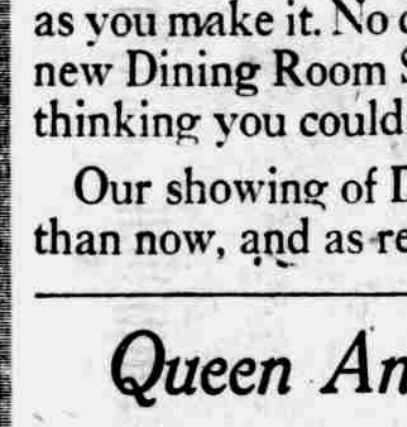 as you make it. No
new Dining Room
thinking you could
Our showing of
than now, and as re
Queen An